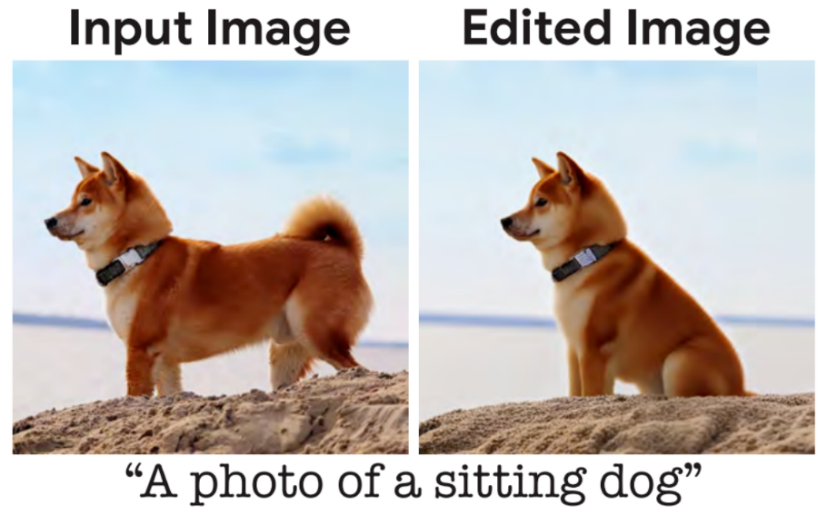 Input Image Edited Image
“A photo of a sitting dog”